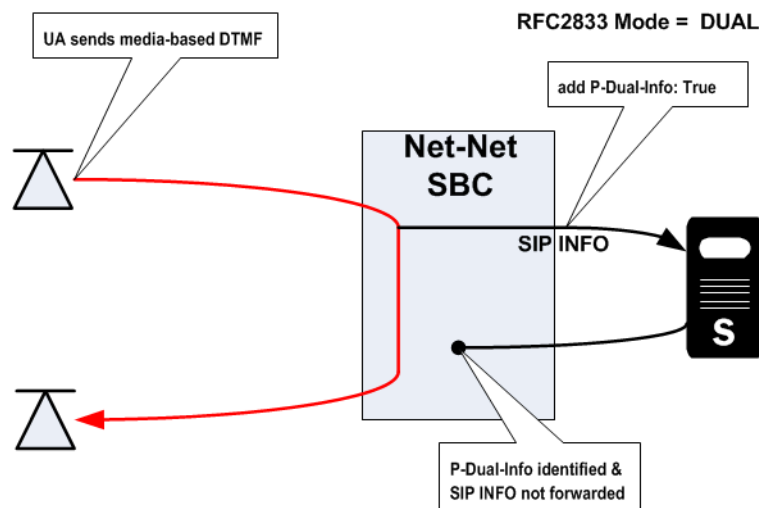 RFC2833 Mode = DUAL
UA sends media-based DTMF
add P-Dual-Info: True
Net-Net
SBC
SIP INFO
S
P-Dual-Info identified &
SIP INFO not forwarded